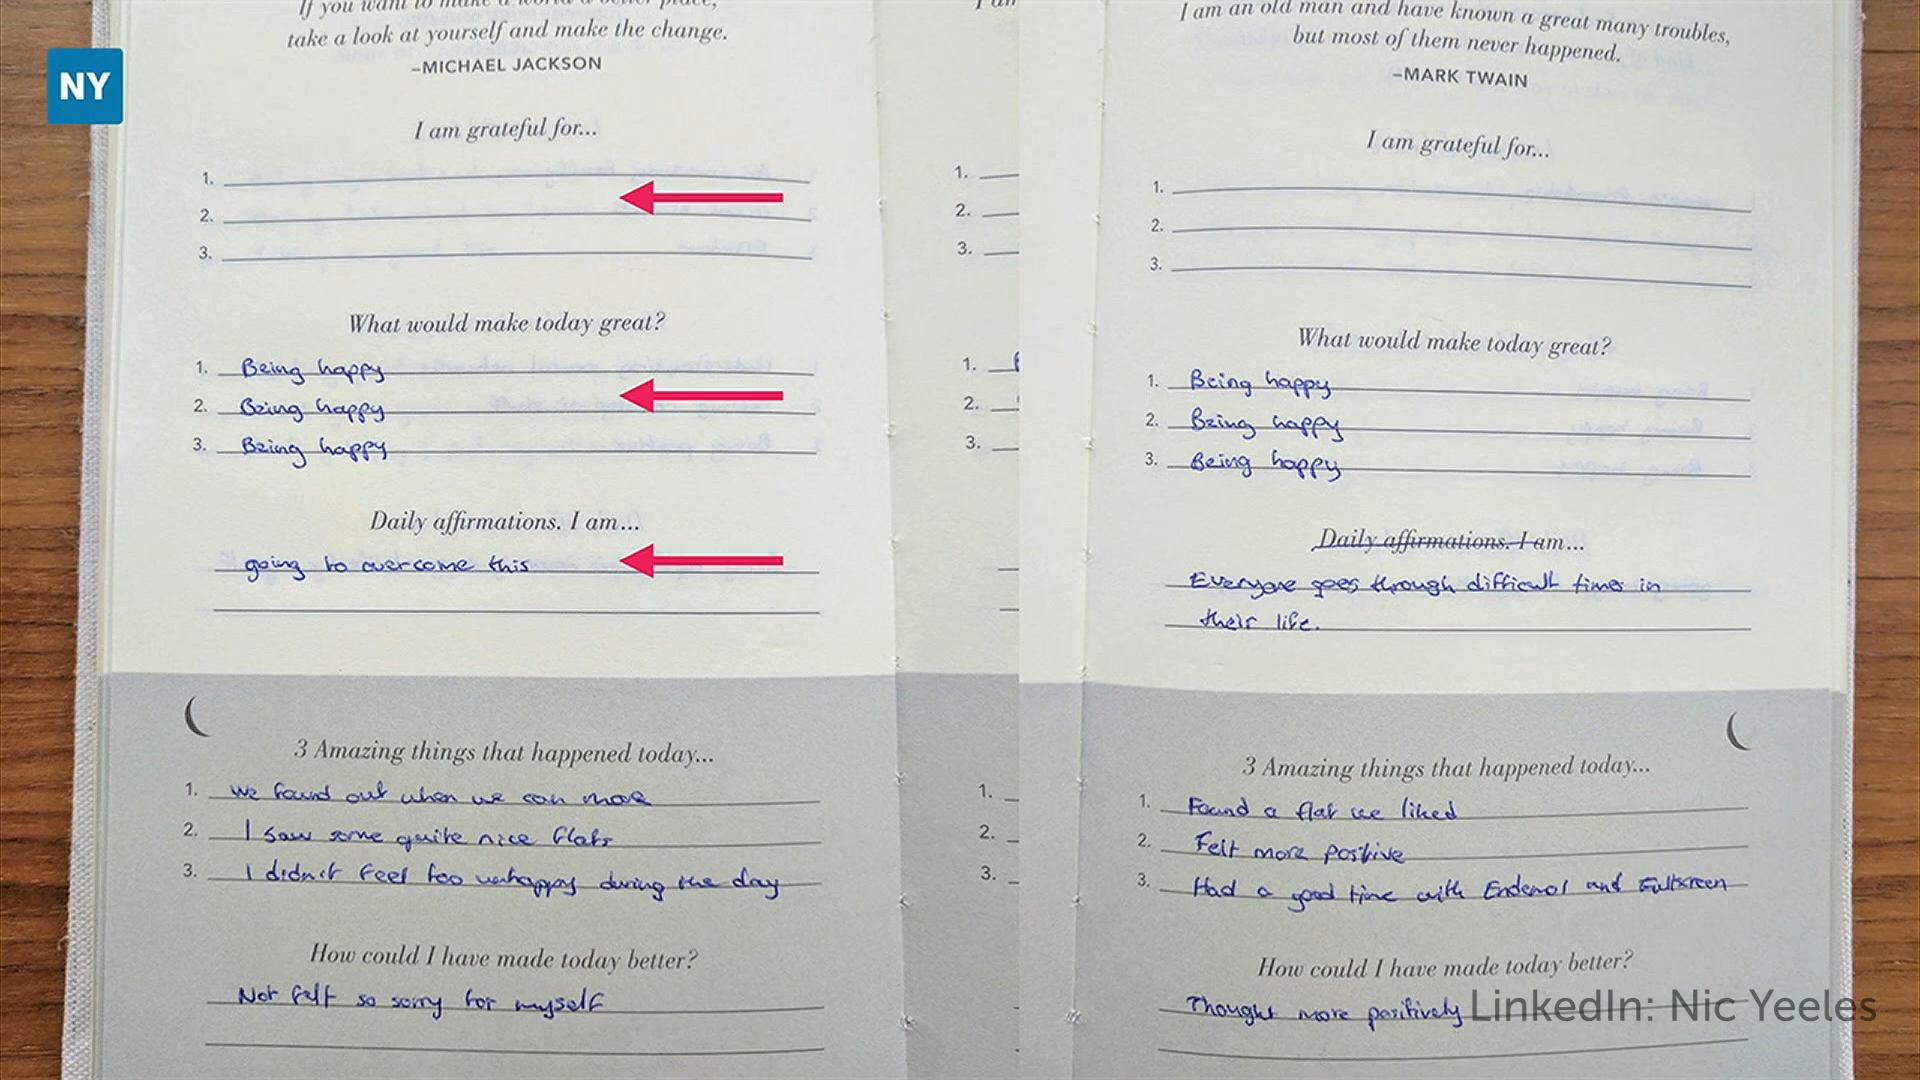 NY
If you want to make a world a better place,
take a look at yourself and make the change.
–MICHAEL JACKSON
I am grateful for...
1.
2.
3.
What would make today great?
1. Being happy
2. Being happy
3. Being happy
Daily affirmations. I am...
going to overcome this
3 Amazing things that happened today...
1. We found out when we can move
2. I saw some quite nice flats
3. I didn't feel too unhappy during the day
How could I have made today better?
Not felt so sorry for myself
I am
1.
2.
3.
1.
2.
3.
1.
2.
3.
I am an old man and have known a great many troubles,
but most of them never happened.
–MARK TWAIN
I am grateful for...
1.
2.
3.
What would make today great?
1. Being happy
2. Being happy
3. Being happy
Daily affirmations. I am...
Everyone goes through difficult times in
their life.
3 Amazing things that happened today...
1. Found a flat we liked
2. Felt more positive
3. Had a good time with Endemol and Fullscreen
How could I have made today better?
Thought more positively
LinkedIn: Nic Yeeles